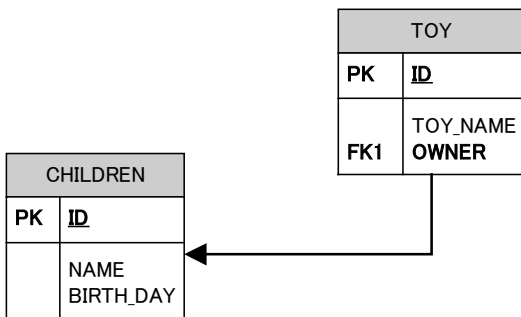 TOY
PK ID
TOY_NAME
FK1 OWNER
CHILDREN
PK ID
NAME
BIRTH_DAY